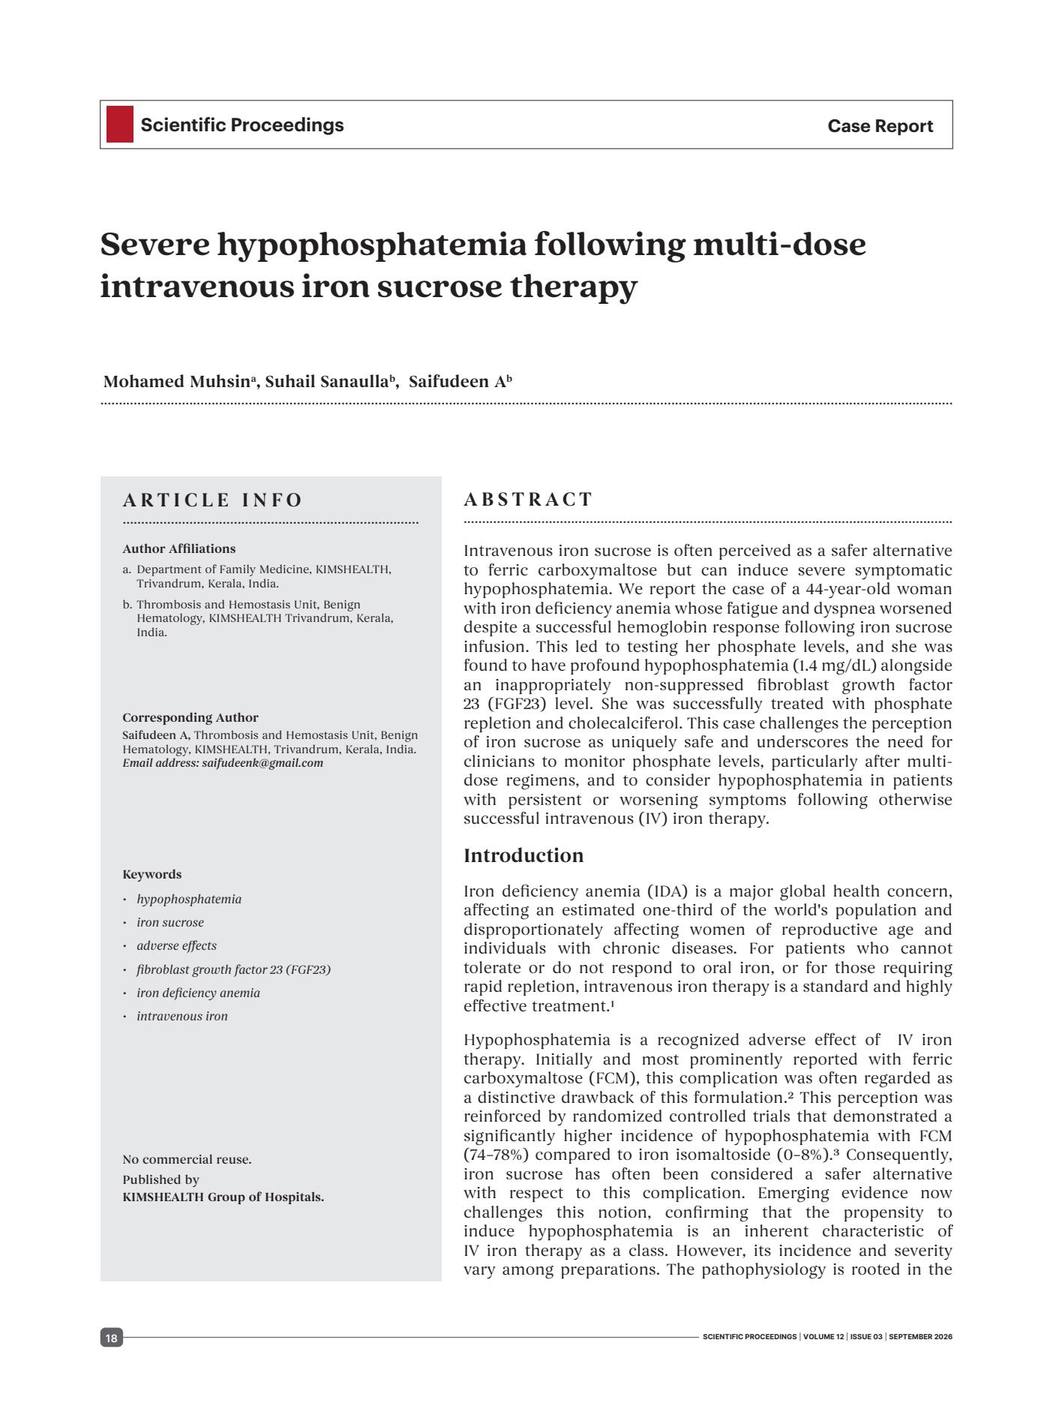 Scientific Proceedings
Case Report
Severe hypophosphatemia following multi-dose
intravenous iron sucrose therapy
Mohamed Muhsinᵃ, Suhail Sanaullaᵇ, Saifudeen Aᵇ
ARTICLE INFO
Author Affiliations
a. Department of Family Medicine, KIMSHEALTH,
Trivandrum, Kerala, India.
b. Thrombosis and Hemostasis Unit, Benign
Hematology, KIMSHEALTH Trivandrum, Kerala,
India.
Corresponding Author
Saifudeen A, Thrombosis and Hemostasis Unit, Benign
Hematology, KIMSHEALTH, Trivandrum, Kerala, India.
Email address: saifudeenk@gmail.com
Keywords
· hypophosphatemia
· iron sucrose
· adverse effects
· fibroblast growth factor 23 (FGF23)
· iron deficiency anemia
· intravenous iron
No commercial reuse.
Published by
KIMSHEALTH Group of Hospitals.
ABSTRACT
Intravenous iron sucrose is often perceived as a safer alternative
to ferric carboxymaltose but can induce severe symptomatic
hypophosphatemia. We report the case of a 44-year-old woman
with iron deficiency anemia whose fatigue and dyspnea worsened
despite a successful hemoglobin response following iron sucrose
infusion. This led to testing her phosphate levels, and she was
found to have profound hypophosphatemia (1.4 mg/dL) alongside
an inappropriately non-suppressed fibroblast growth factor
23 (FGF23) level. She was successfully treated with phosphate
repletion and cholecalciferol. This case challenges the perception
of iron sucrose as uniquely safe and underscores the need for
clinicians to monitor phosphate levels, particularly after multi-
dose regimens, and to consider hypophosphatemia in patients
with persistent or worsening symptoms following otherwise
successful intravenous (IV) iron therapy.
Introduction
Iron deficiency anemia (IDA) is a major global health concern,
affecting an estimated one-third of the world's population and
disproportionately affecting women of reproductive age and
individuals with chronic diseases. For patients who cannot
tolerate or do not respond to oral iron, or for those requiring
rapid repletion, intravenous iron therapy is a standard and highly
effective treatment.¹
Hypophosphatemia is a recognized adverse effect of IV iron
therapy. Initially and most prominently reported with ferric
carboxymaltose (FCM), this complication was often regarded as
a distinctive drawback of this formulation.² This perception was
reinforced by randomized controlled trials that demonstrated a
significantly higher incidence of hypophosphatemia with FCM
(74–78%) compared to iron isomaltoside (0–8%).³ Consequently,
iron sucrose has often been considered a safer alternative
with respect to this complication. Emerging evidence now
challenges this notion, confirming that the propensity to
induce hypophosphatemia is an inherent characteristic of
IV iron therapy as a class. However, its incidence and severity
vary among preparations. The pathophysiology is rooted in the
18
SCIENTIFIC PROCEEDINGS | VOLUME 12 | ISSUE 03 | SEPTEMBER 2026